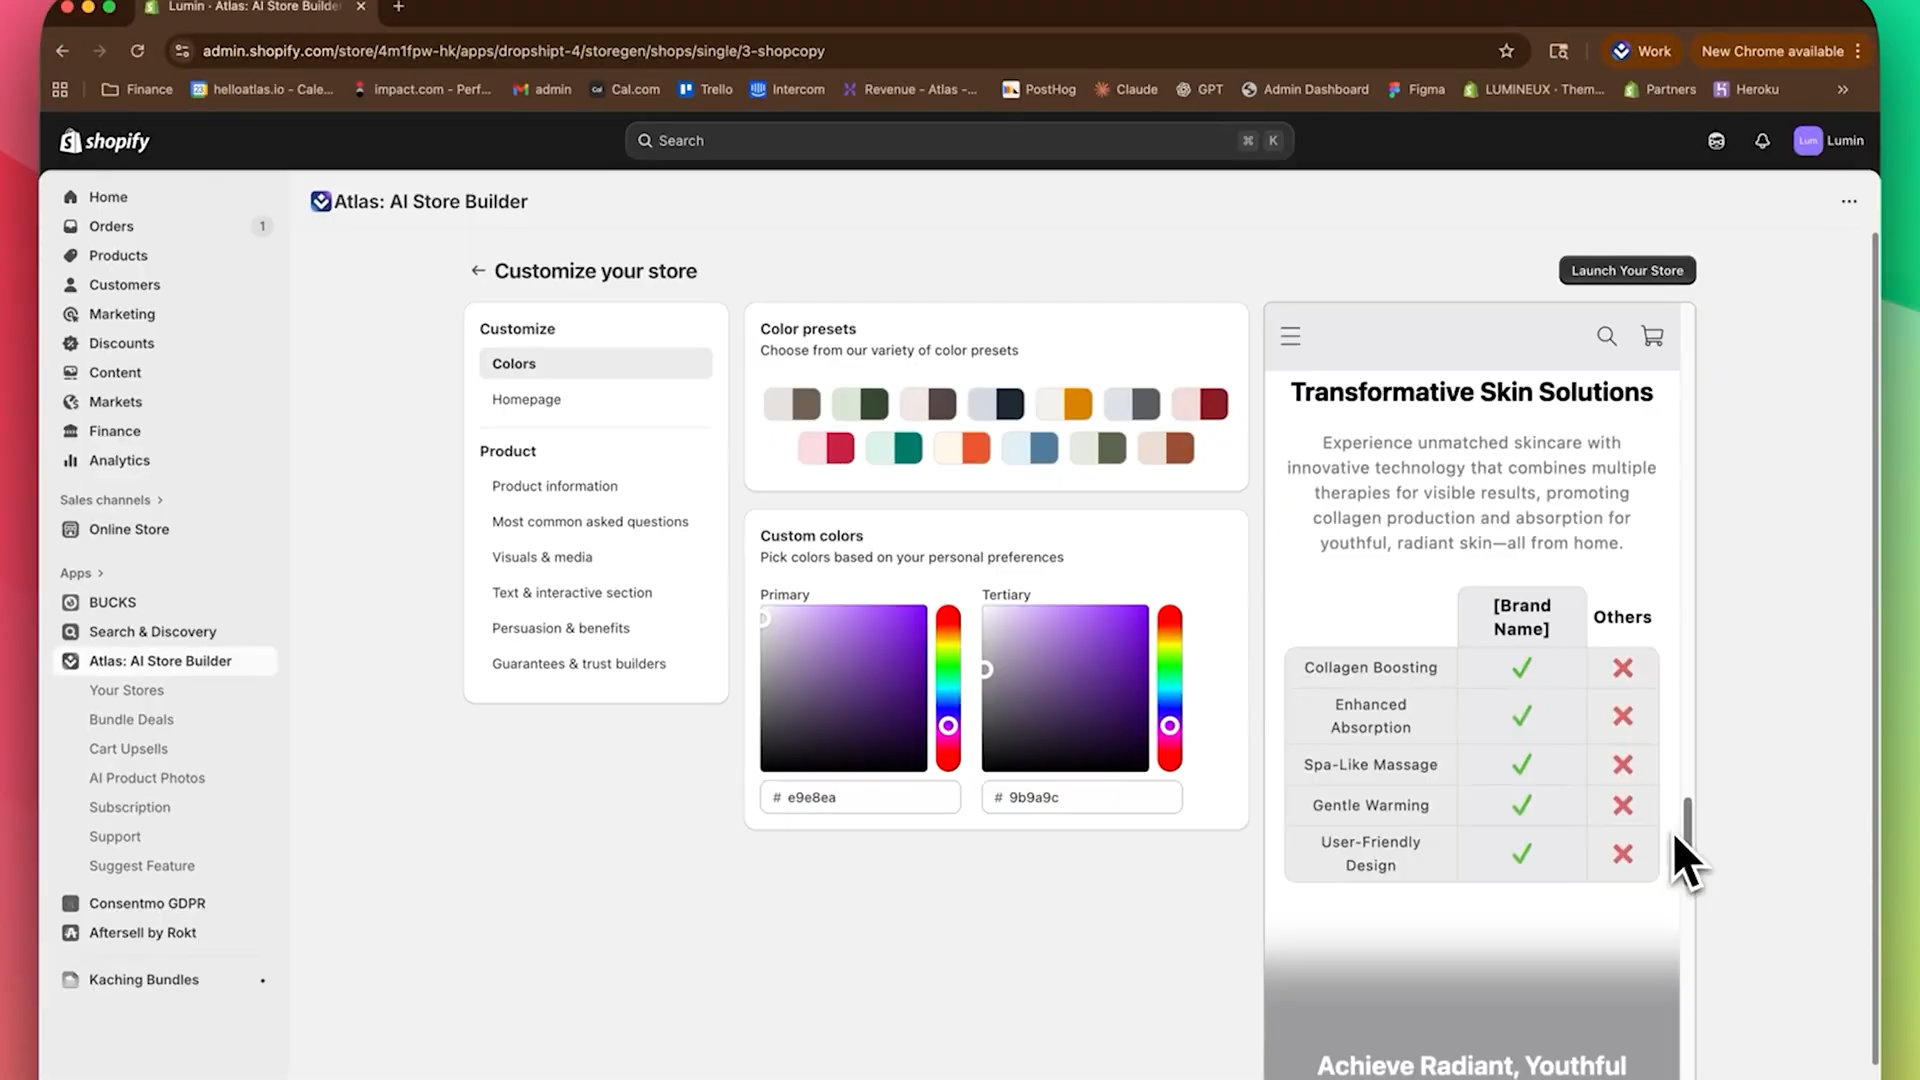 Lumin · Atlas: AI Store Builde
admin.shopify.com/store/4m1fpw-hk/apps/dropshipt-4/storegen/shops/single/3-shopcopy
Work
New Chrome available
Finance
helloatlas.io - Cale...
impact.com - Perf...
admin
Cal.com
Trello
Intercom
Revenue - Atlas -...
PostHog
Claude
GPT
Admin Dashboard
Figma
LUMINEUX · Them...
Partners
Heroku
shopify
Search
⌘ K
Lum
Lumin
Home
Orders 1
Products
Customers
Marketing
Discounts
Content
Markets
Finance
Analytics
Sales channels
Online Store
Apps
BUCKS
Search & Discovery
Atlas: AI Store Builder
Your Stores
Bundle Deals
Cart Upsells
AI Product Photos
Subscription
Support
Suggest Feature
Consentmo GDPR
Aftersell by Rokt
Kaching Bundles
Atlas: AI Store Builder
Customize your store
Launch Your Store
Customize
Colors
Homepage
Product
Product information
Most common asked questions
Visuals & media
Text & interactive section
Persuasion & benefits
Guarantees & trust builders
Color presets
Choose from our variety of color presets
Custom colors
Pick colors based on your personal preferences
Primary
Tertiary
# e9e8ea
# 9b9a9c
Transformative Skin Solutions
Experience unmatched skincare with
innovative technology that combines multiple
therapies for visible results, promoting
collagen production and absorption for
youthful, radiant skin—all from home.
[Brand
Name]
Others
Collagen Boosting
Enhanced
Absorption
Spa-Like Massage
Gentle Warming
User-Friendly
Design
Achieve Radiant, Youthful